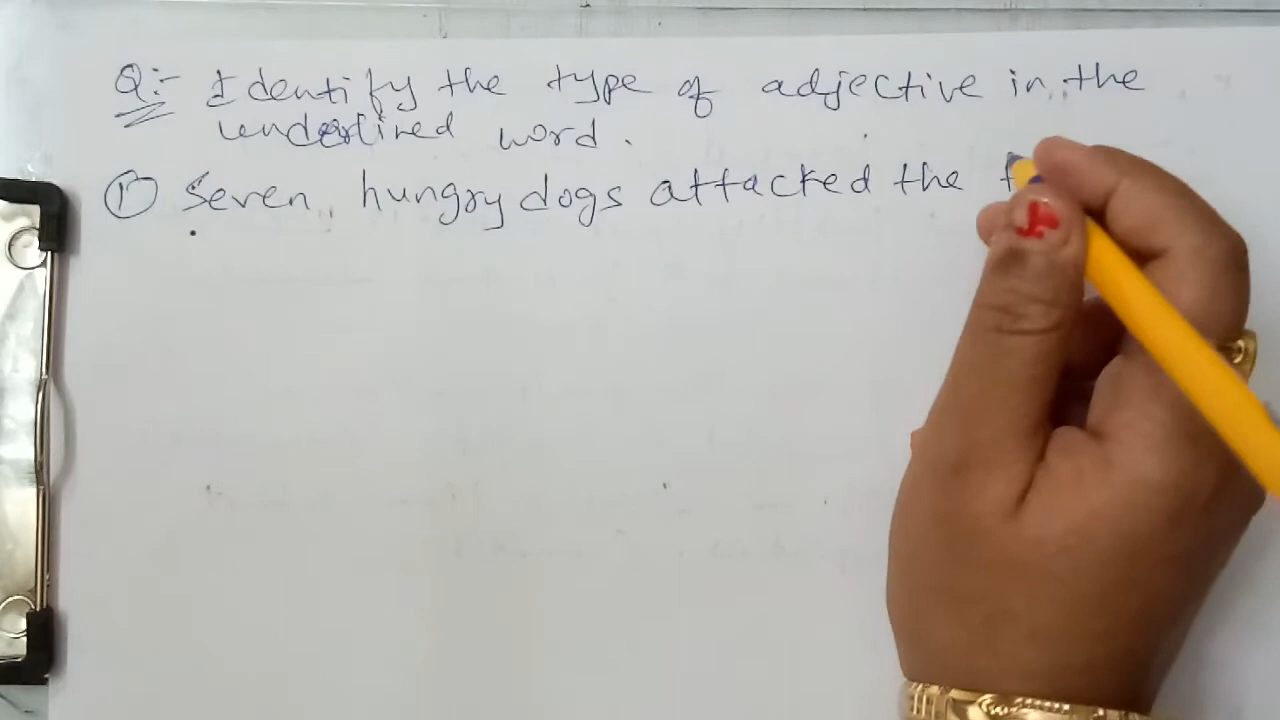 Q:- Identify the type of adjective in the
underlined word.
① Seven hungry dogs attacked the